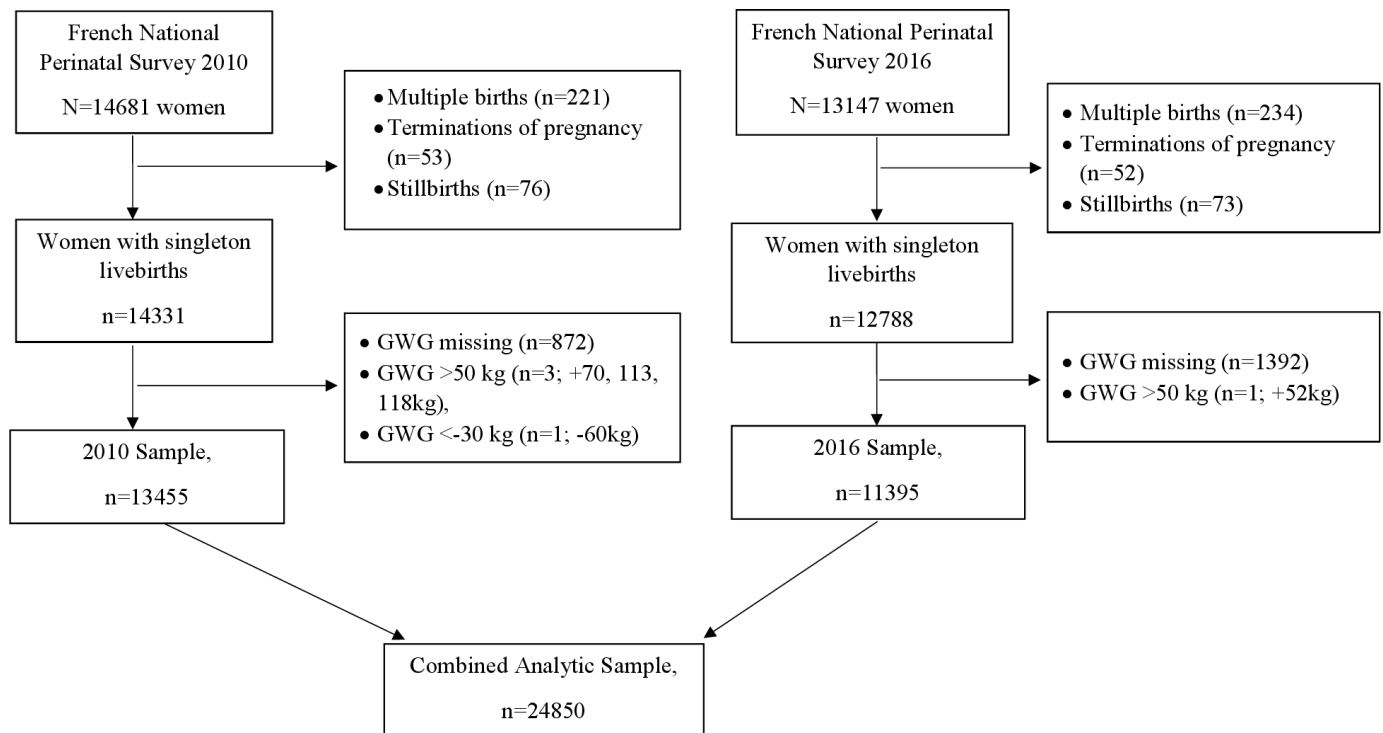 French National
Perinatal Survey 2010
N=14681 women
• Multiple births (n=221)
• Terminations of pregnancy
(n=53)
• Stillbirths (n=76)
Women with singleton
livebirths
n=14331
• GWG missing (n=872)
• GWG >50 kg (n=3; +70, 113,
118kg),
• GWG <-30 kg (n=1; -60kg)
2010 Sample,
n=13455
French National Perinatal
Survey 2016
N=13147 women
• Multiple births (n=234)
• Terminations of pregnancy
(n=52)
• Stillbirths (n=73)
Women with singleton
livebirths
n=12788
• GWG missing (n=1392)
• GWG >50 kg (n=1; +52kg)
2016 Sample,
n=11395
Combined Analytic Sample,
n=24850